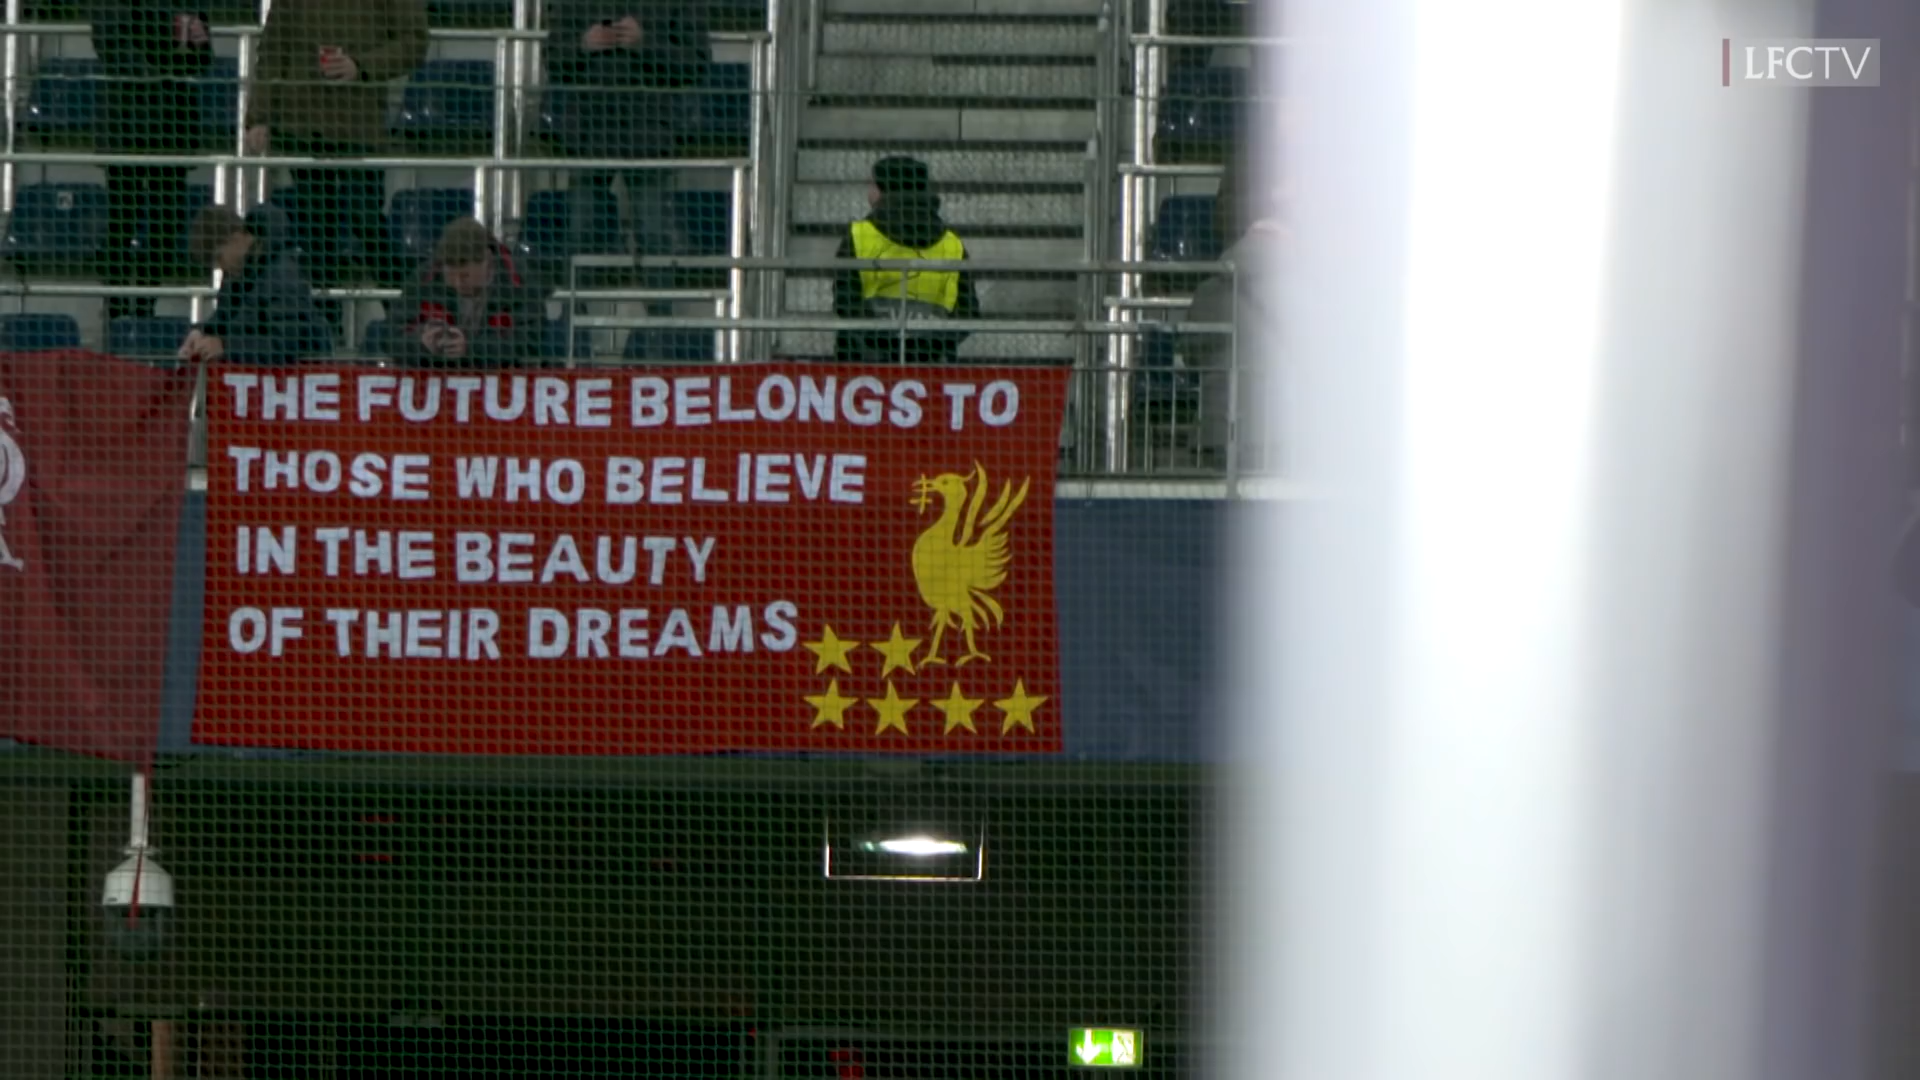 LFCTV
THE FUTURE BELONGS TO
THOSE WHO BELIEVE
IN THE BEAUTY
OF THEIR DREAMS